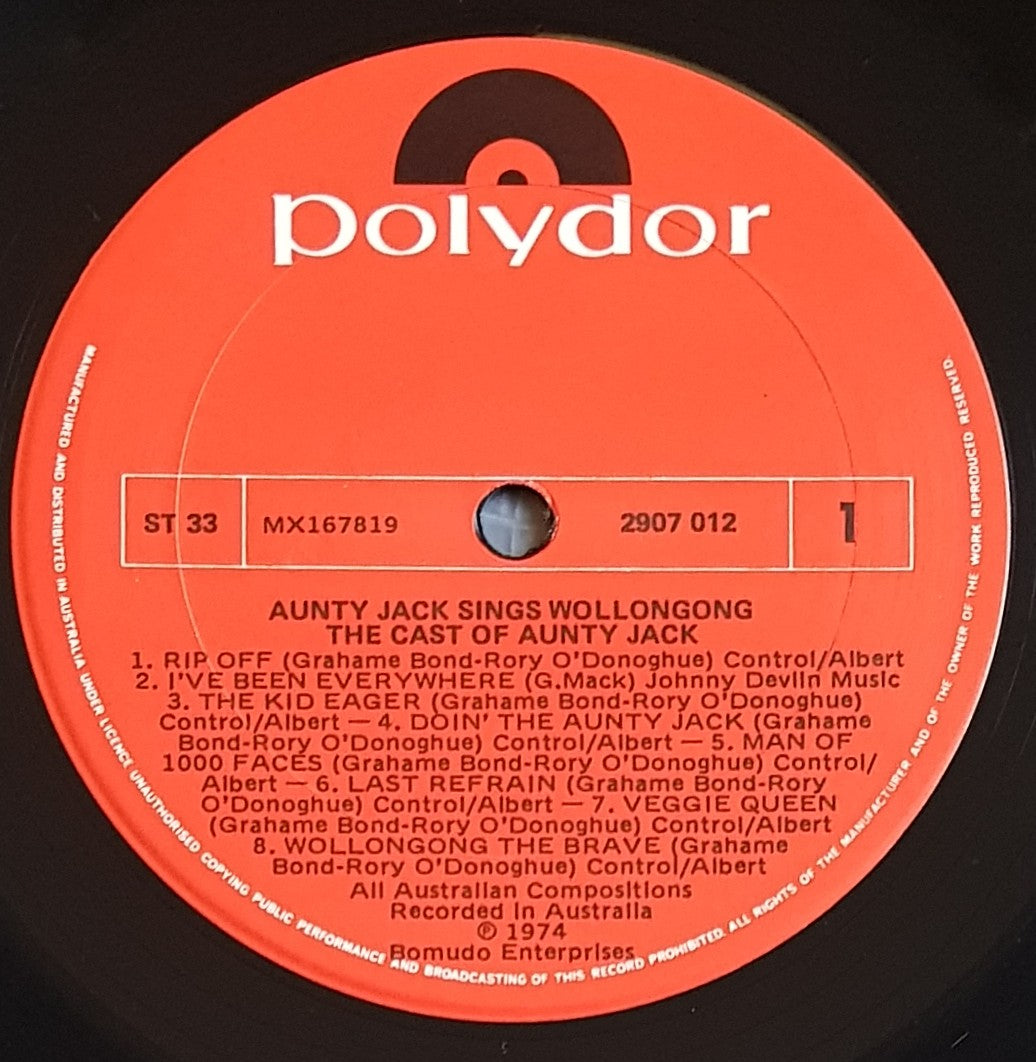 polydor
ST 33
MX167819
2907 012
1
AUNTY JACK SINGS WOLLONGONG
THE CAST OF AUNTY JACK
1. RIP OFF (Grahame Bond-Rory O'Donoghue) Control/Albert
2. I'VE BEEN EVERYWHERE (G.Mack) Johnny Devlin Music
3. THE KID EAGER (Grahame Bond-Rory O'Donoghue)
Control/Albert — 4. DOIN' THE AUNTY JACK (Grahame
Bond-Rory O'Donoghue) Control/Albert — 5. MAN OF
1000 FACES (Grahame Bond-Rory O'Donoghue) Control/
Albert — 6. LAST REFRAIN (Grahame Bond-Rory
O'Donoghue) Control/Albert — 7. VEGGIE QUEEN
(Grahame Bond-Rory O'Donoghue) Control/Albert
8. WOLLONGONG THE BRAVE (Grahame
Bond-Rory O'Donoghue) Control/Albert
All Australian Compositions
Recorded in Australia
℗ 1974
Bomudo Enterprises
MANUFACTURED AND DISTRIBUTED IN AUSTRALIA UNDER LICENCE UNAUTHORISED COPYING PUBLIC PERFORMANCE AND BROADCASTING OF THIS RECORD PROHIBITED. ALL RIGHTS OF THE MANUFACTURER AND OF THE OWNER OF THE WORK REPRODUCED RESERVED.